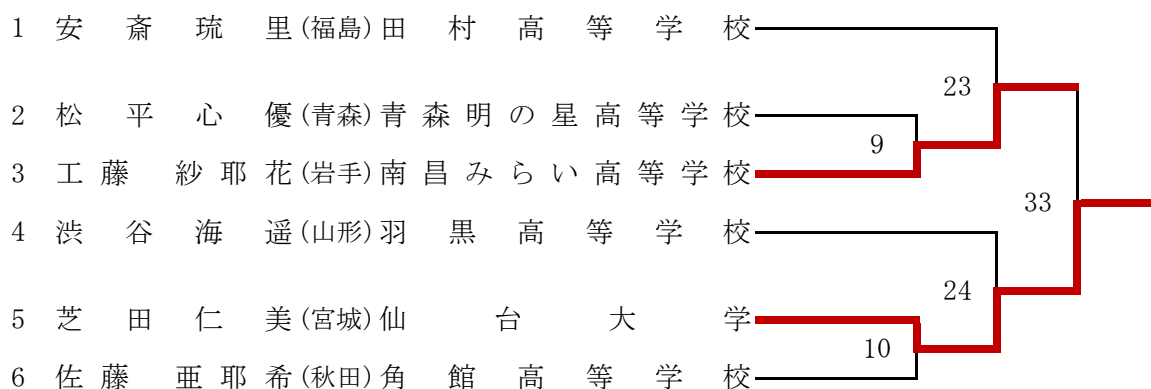 1 安斎琉里(福島)田村高等学校
23
2 松平心優(青森)青森明の星高等学校
9
3 工藤紗耶花(岩手)南昌みらい高等学校
33
4 渋谷海遥(山形)羽黒高等学校
24
5 芝田仁美(宮城)仙台大学
10
6 佐藤亜耶希(秋田)角館高等学校